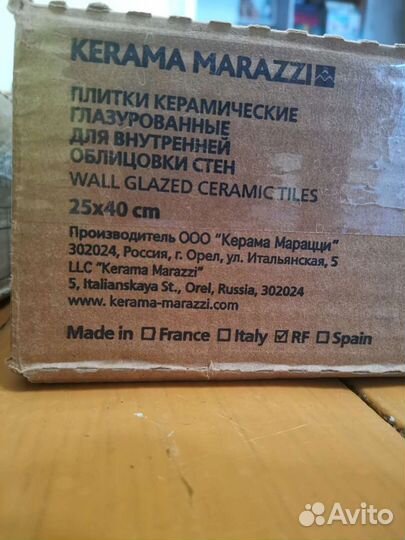 KERAMA MARAZZI
ПЛИТКИ КЕРАМИЧЕСКИЕ
ГЛАЗУРОВАННЫЕ
ДЛЯ ВНУТРЕННЕЙ
ОБЛИЦОВКИ СТЕН
WALL GLAZED CERAMIC TILES
25x40 cm
Производитель ООО "Керама Марацци"
302024, Россия, г. Орел, ул. Итальянская, 5
LLC "Kerama Marazzi"
5, Italianskaya St., Orel, Russia, 302024
www.kerama-marazzi.com
Made in ☐ France ☐ Italy ☑ RF ☐ Spain
Avito